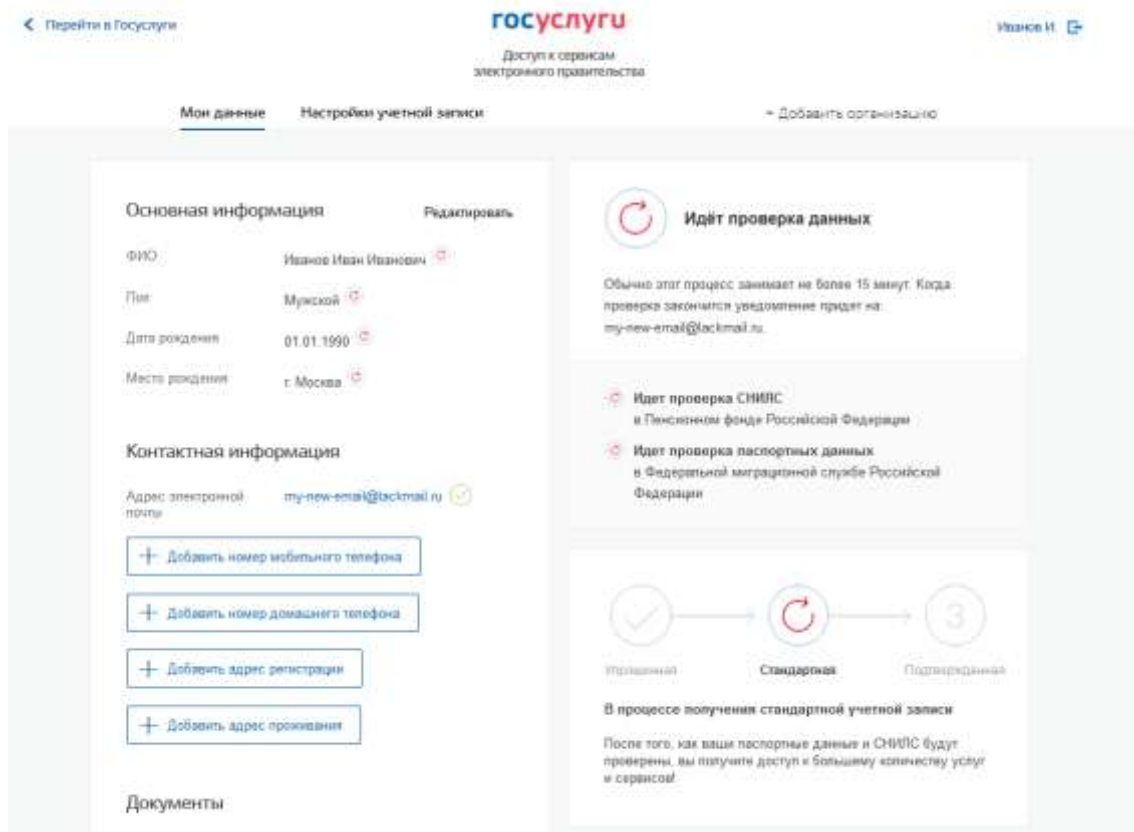 Перейти в Госуслуги
госуслуги
Иванов И.
Доступ к сервисам
электронного правительства
Мои данные
Настройки учетной записи
+ Добавить организацию
Основная информация
Редактировать
ФИО
Иванов Иван Иванович
Пол
Мужской
Дата рождения
01.01.1990
Место рождения
г. Москва
Контактная информация
Адрес электронной
почты
my-new-email@lackmail.ru
+ Добавить номер мобильного телефона
+ Добавить номер домашнего телефона
+ Добавить адрес регистрации
+ Добавить адрес проживания
Документы
Идёт проверка данных
Обычно этот процесс занимает не более 15 минут. Когда
проверка закончится уведомление придет на:
my-new-email@lackmail.ru.
Идет проверка СНИЛС
в Пенсионном фонде Российской Федерации
Идет проверка паспортных данных
в Федеральной миграционной службе Российской
Федерации
3
Упрощенная
Стандартная
Подтвержденная
В процессе получения стандартной учетной записи
После того, как ваши паспортные данные и СНИЛС будут
проверены, вы получите доступ к большему количеству услуг
и сервисов!